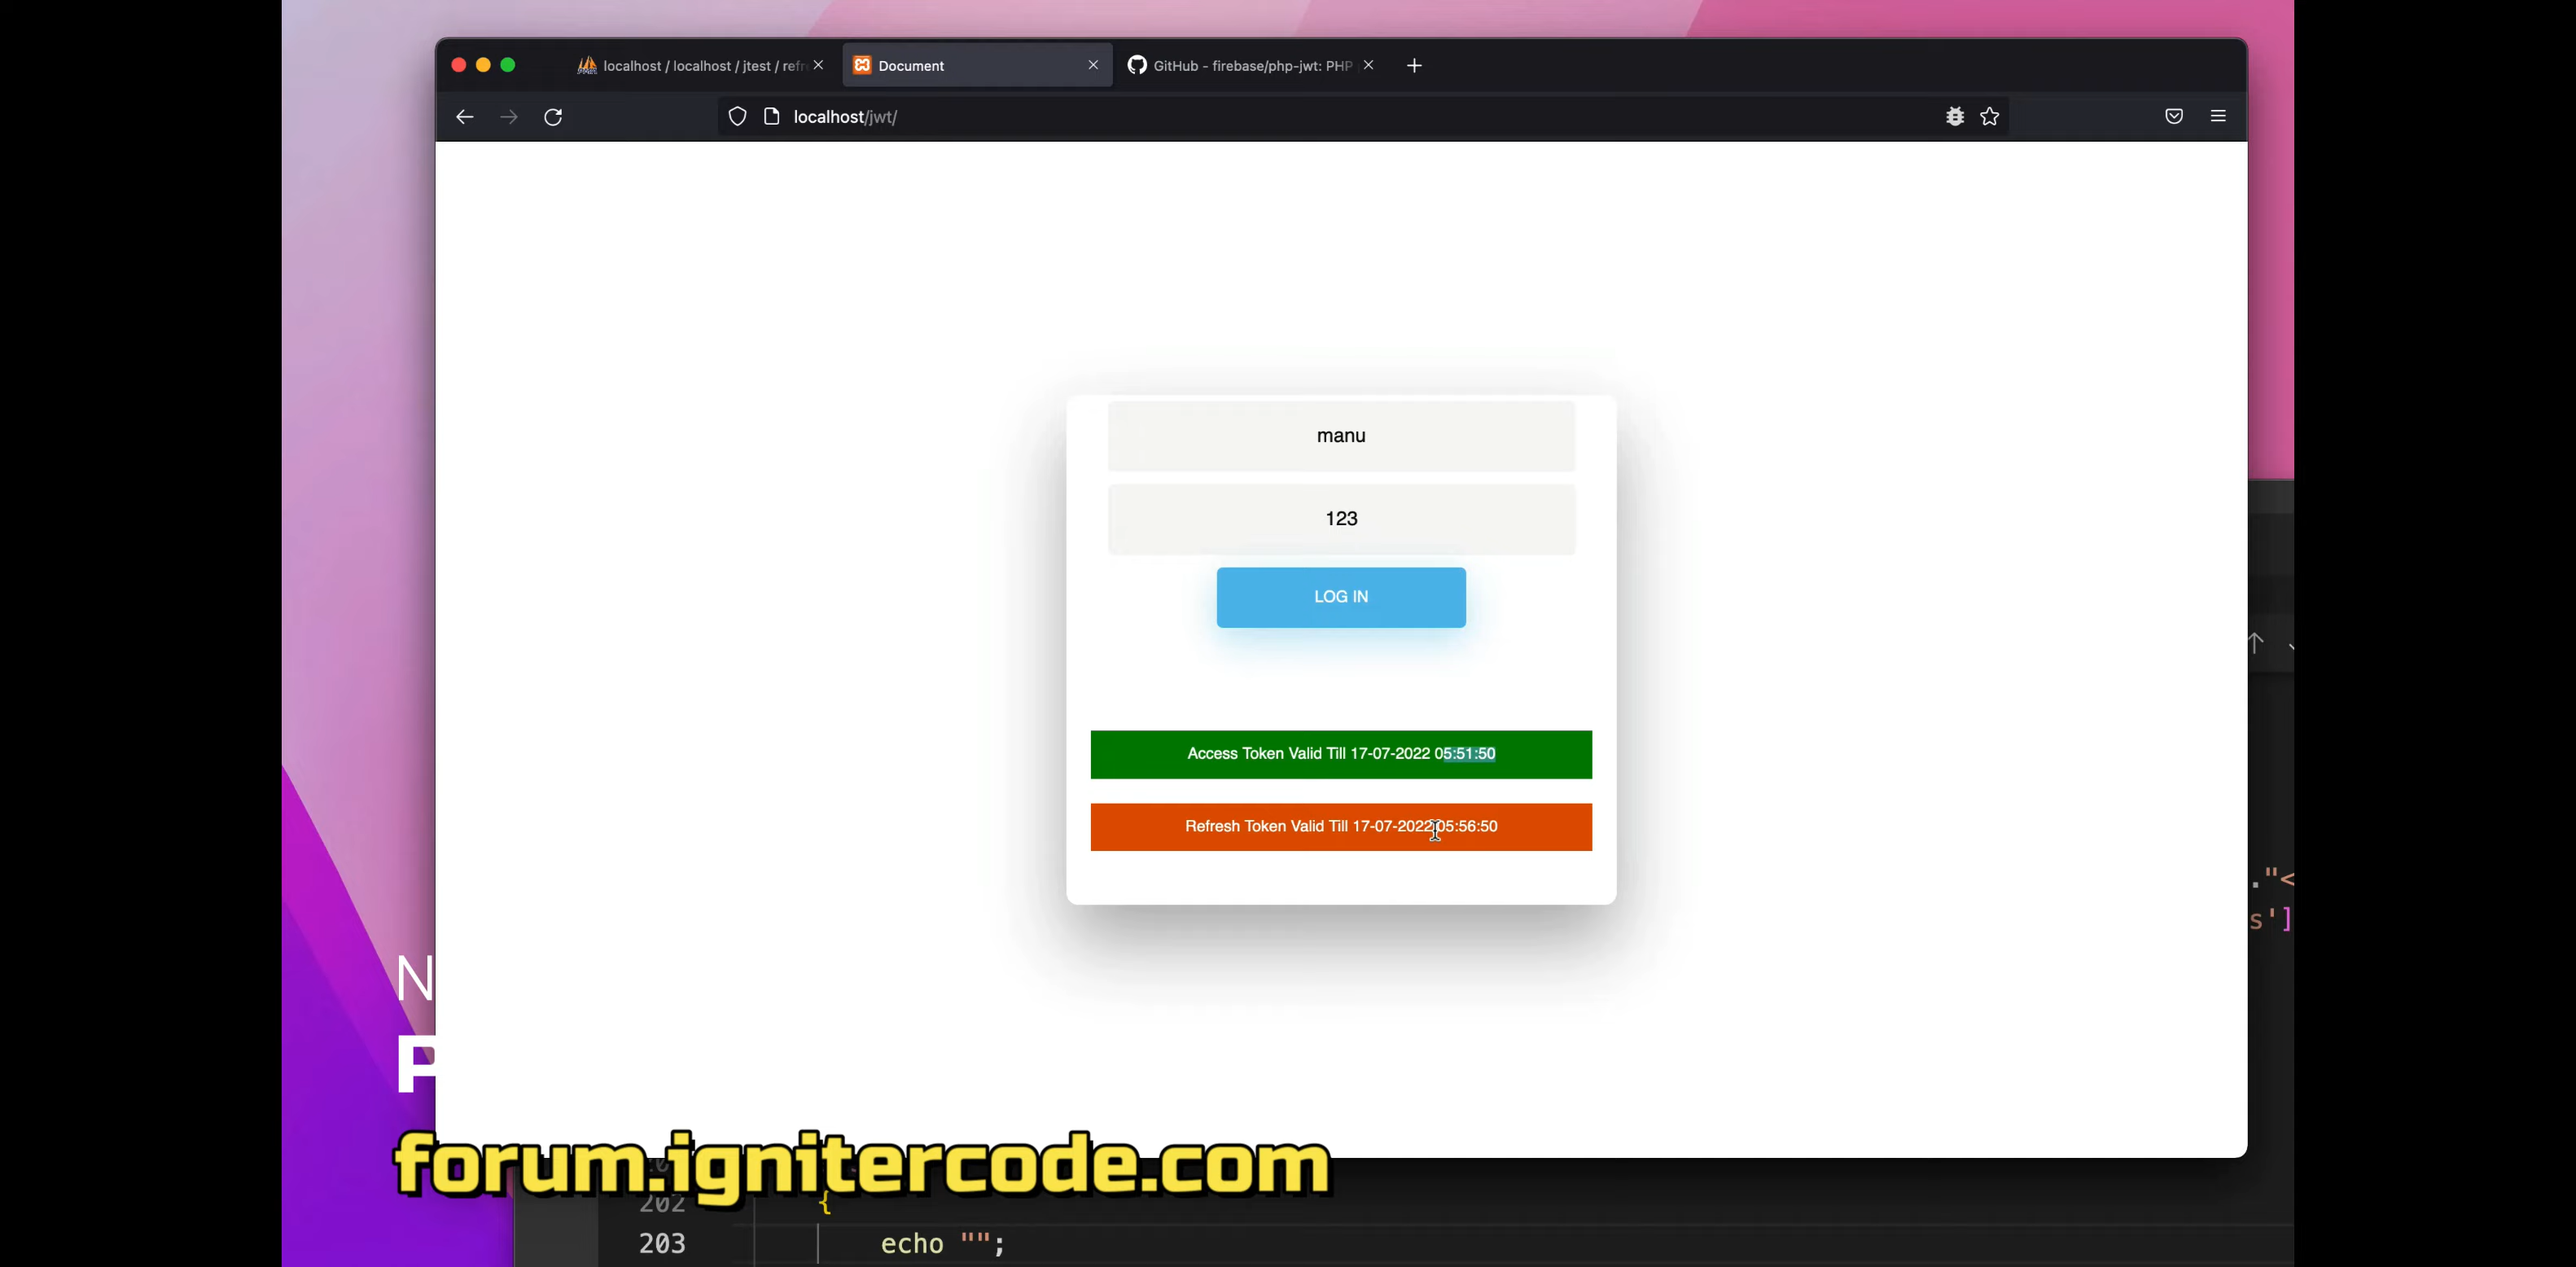 localhost / localhost / jtest / refr
Document
GitHub - firebase/php-jwt: PHP
localhost/jwt/
manu
123
LOG IN
Access Token Valid Till 17-07-2022 05:51:50
Refresh Token Valid Till 17-07-2022 05:56:50
."<
s']
N
P
forum.ignitercode.com
202 {
203 echo "";